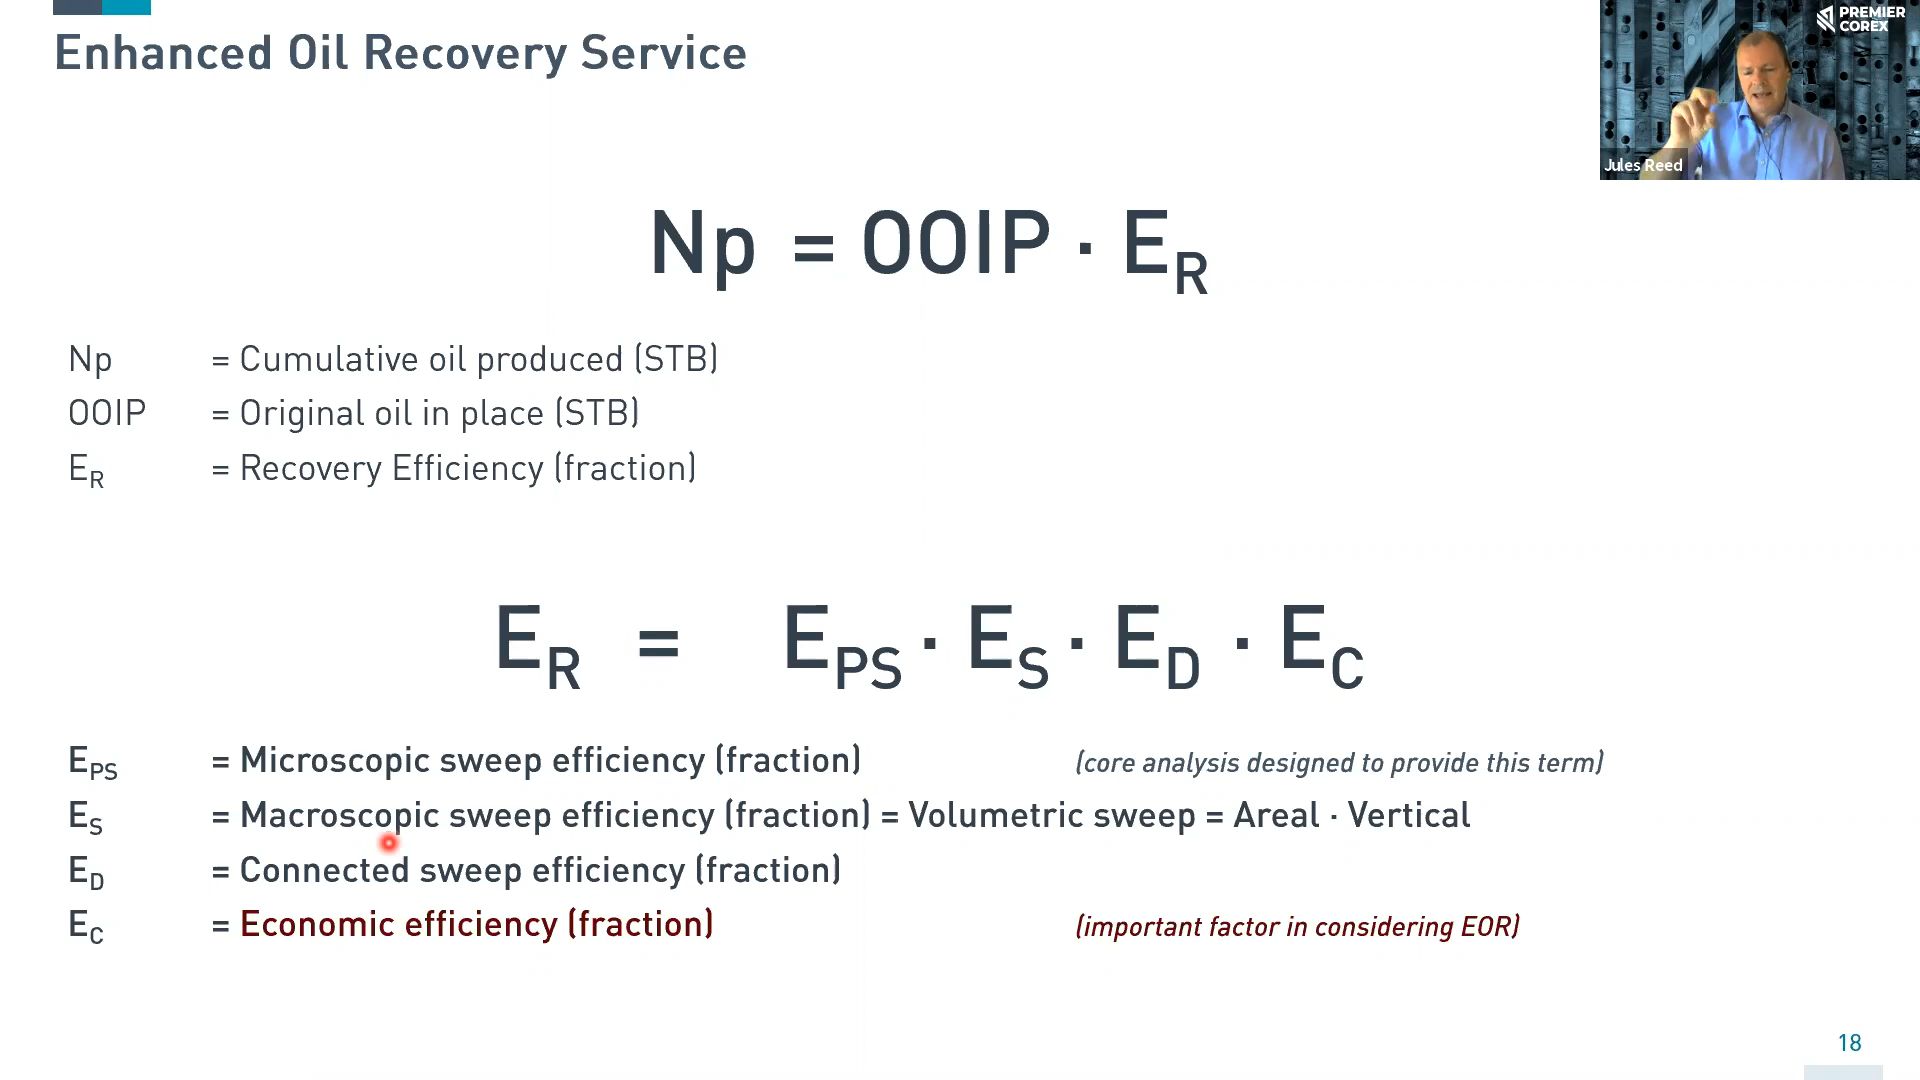 Enhanced Oil Recovery Service
PREMIER
COREX
Jules Reed
Np = OOIP · ER
Np = Cumulative oil produced (STB)
OOIP = Original oil in place (STB)
ER = Recovery Efficiency (fraction)
ER = EPS · ES · ED · EC
EPS = Microscopic sweep efficiency (fraction) (core analysis designed to provide this term)
ES = Macroscopic sweep efficiency (fraction) = Volumetric sweep = Areal · Vertical
ED = Connected sweep efficiency (fraction)
EC = Economic efficiency (fraction) (important factor in considering EOR)
18